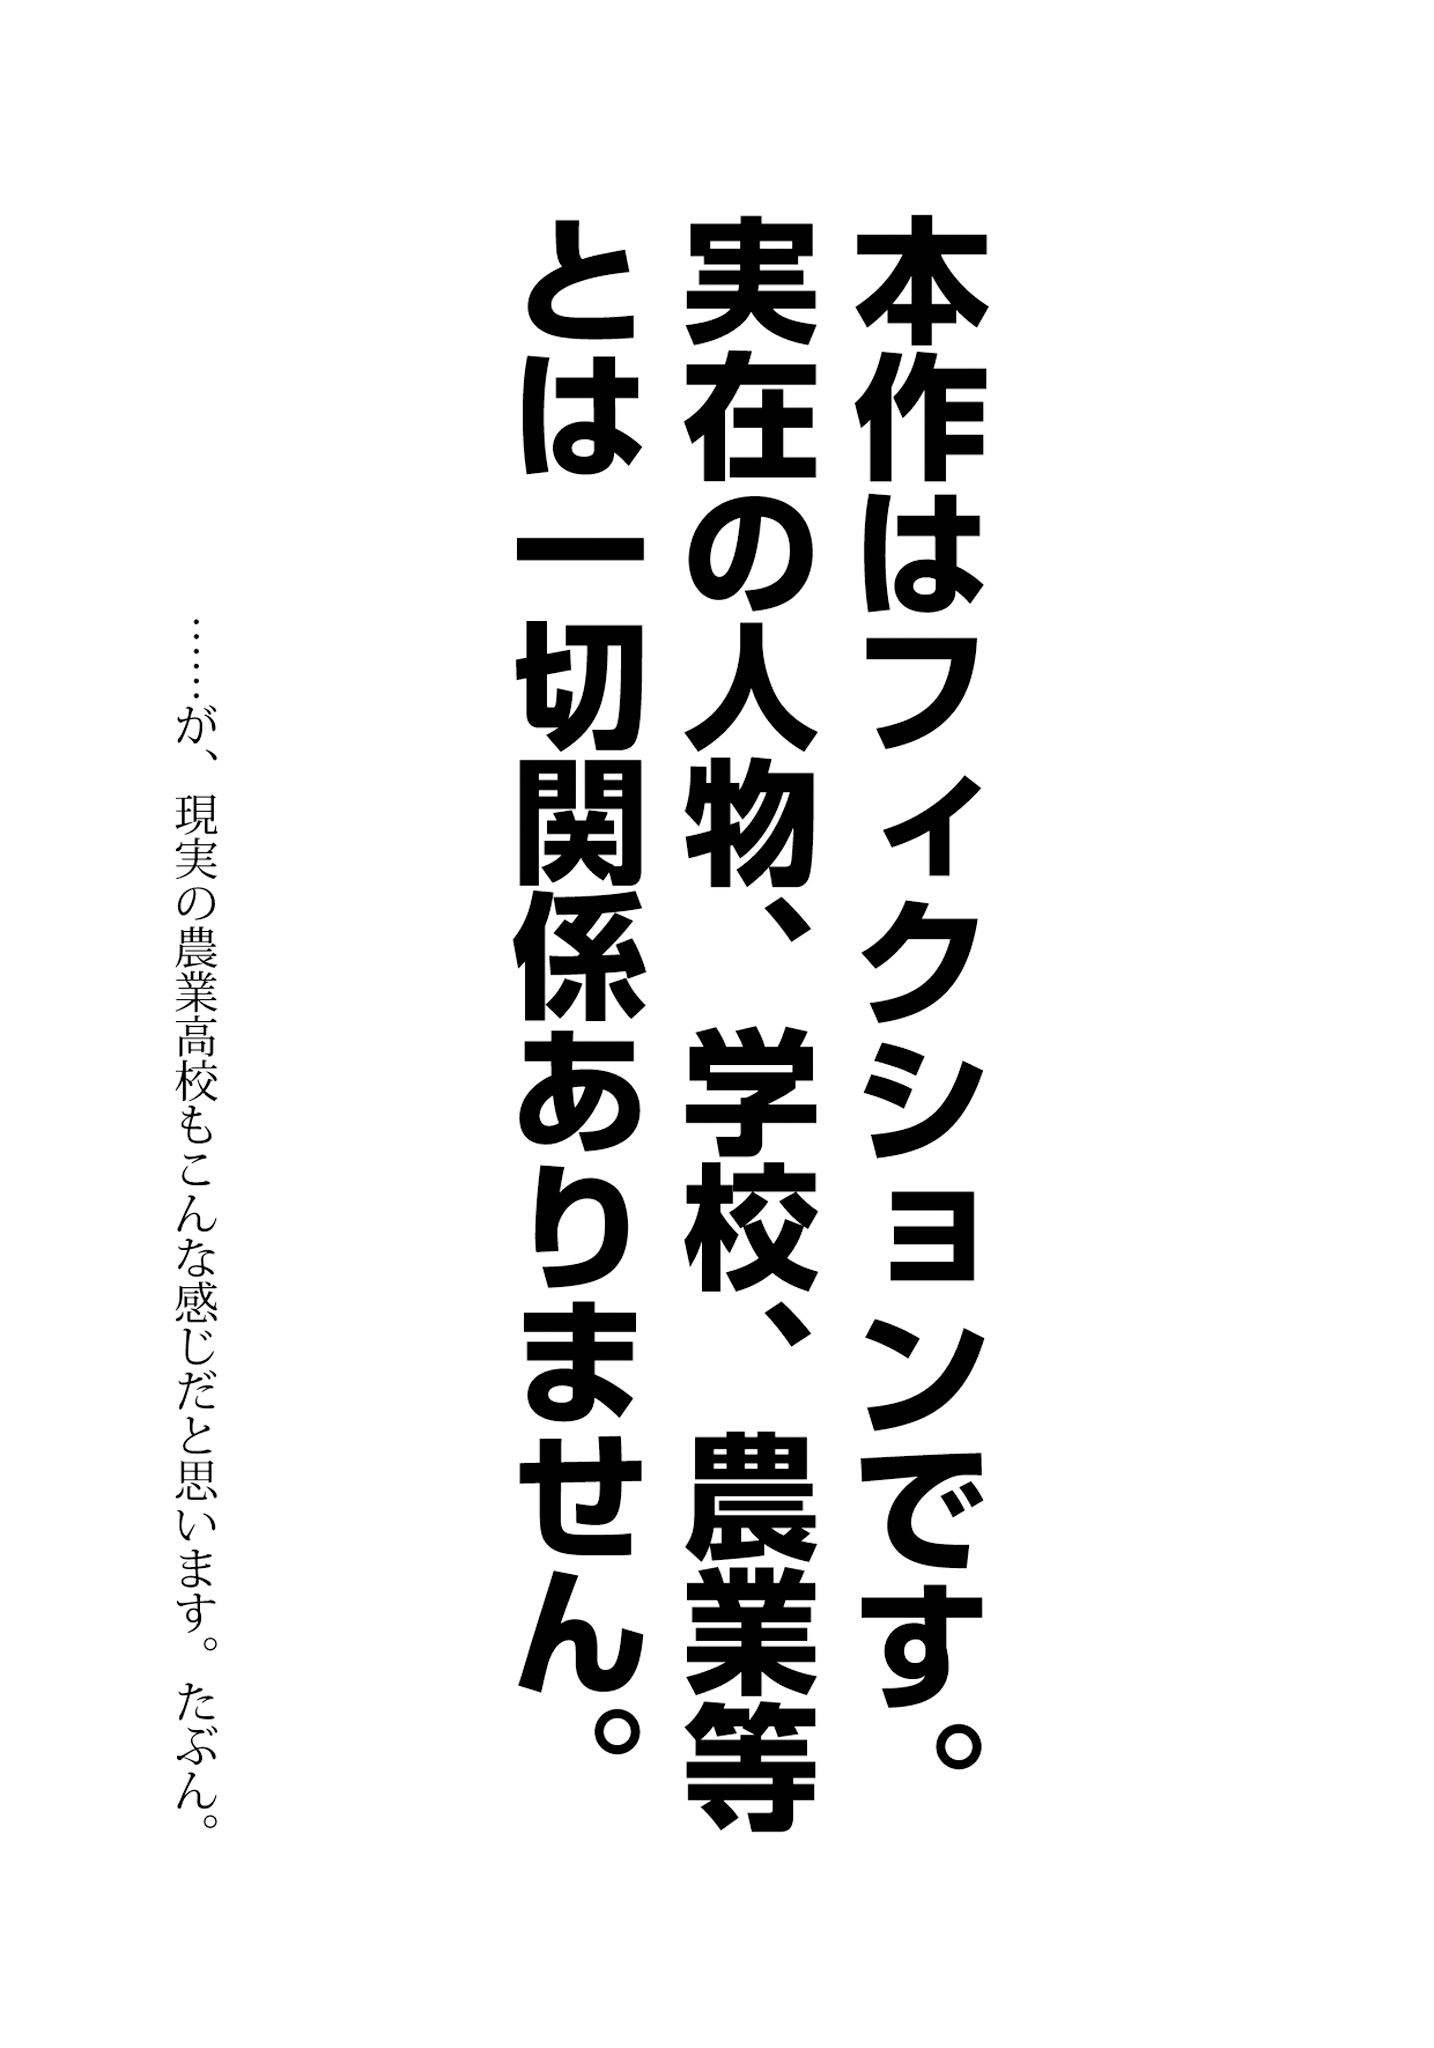 本作はフィクションです。
実在の人物、学校、農業等
とは一切関係ありません。
……が、現実の農業高校もこんな感じだと思います。たぶん。